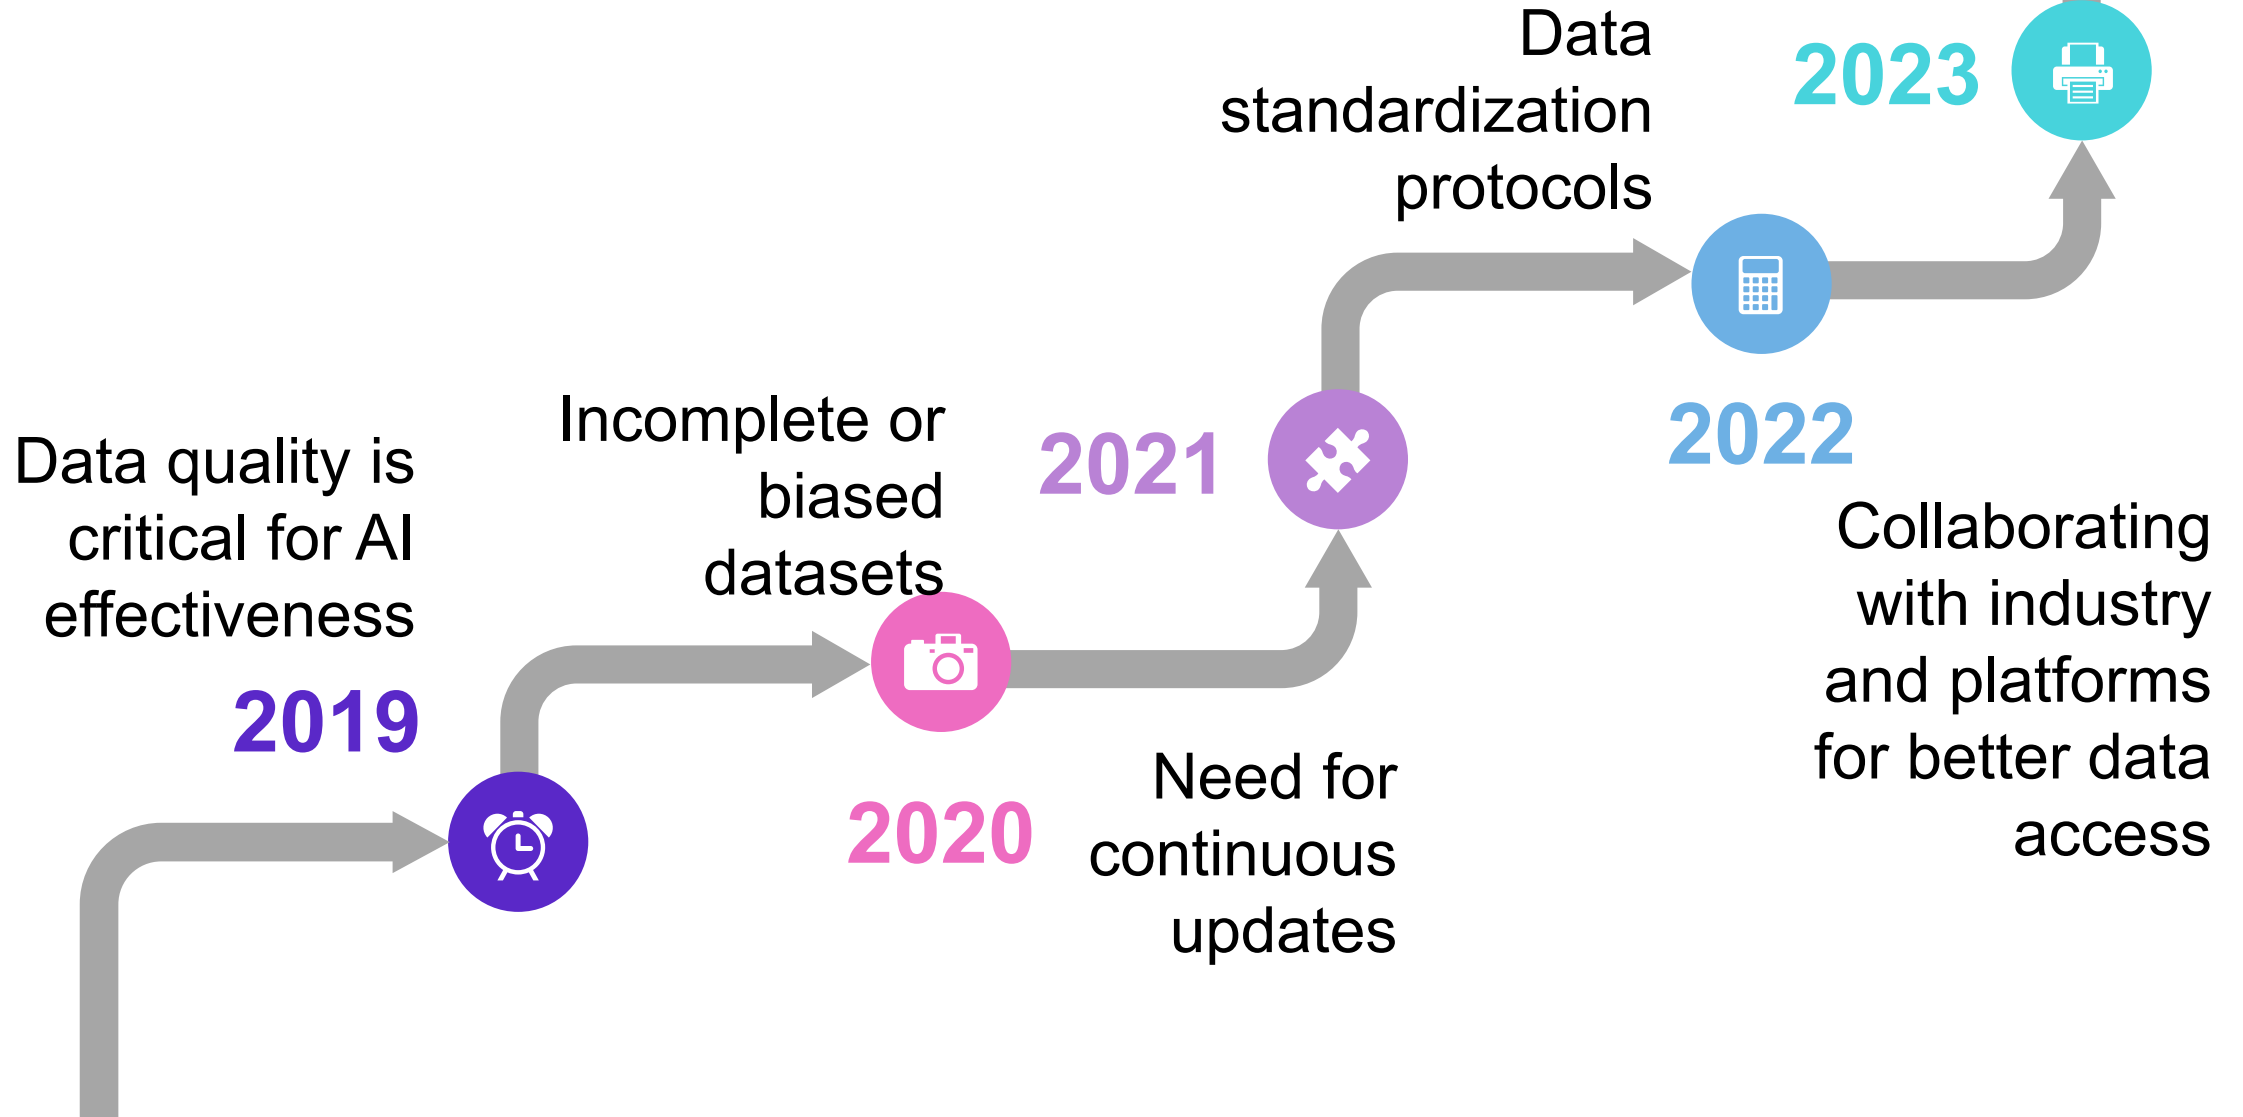 Data quality is
critical for AI
effectiveness
2019
Incomplete or
biased
datasets
2020
Need for
continuous
updates
2021
Data
standardization
protocols
2022
Collaborating
with industry
and platforms
for better data
access
2023